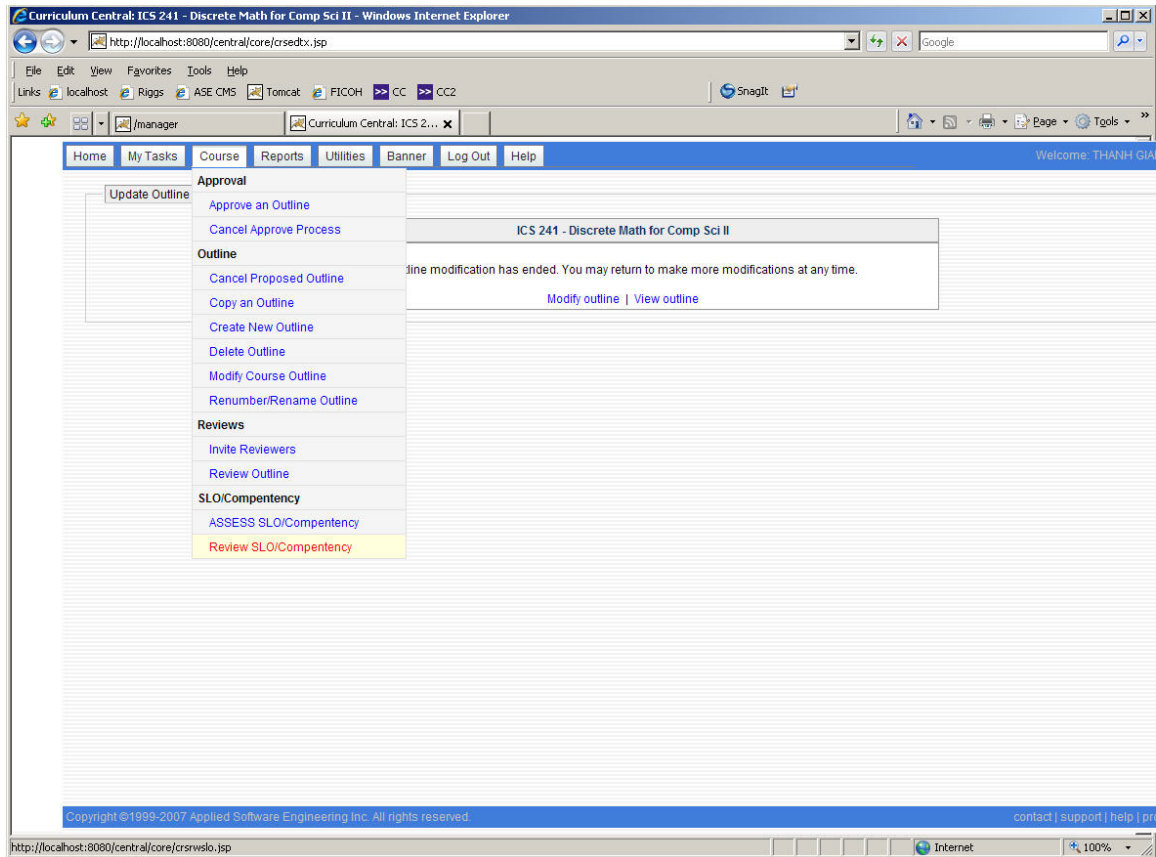 Curriculum Central: ICS 241 - Discrete Math for Comp Sci II - Windows Internet Explorer
http://localhost:8080/central/core/crsedtx.jsp
Google
File Edit View Favorites Tools Help
Links localhost Riggs ASE CMS Tomcat FICOH CC CC2 SnagIt
/manager Curriculum Central: ICS 2... Page Tools
Home My Tasks Course Reports Utilities Banner Log Out Help Welcome: THANH GIA
Update Outline
Approval
Approve an Outline
Cancel Approve Process
Outline
Cancel Proposed Outline
Copy an Outline
Create New Outline
Delete Outline
Modify Course Outline
Renumber/Rename Outline
Reviews
Invite Reviewers
Review Outline
SLO/Compentency
ASSESS SLO/Compentency
Review SLO/Compentency
ICS 241 - Discrete Math for Comp Sci II
line modification has ended. You may return to make more modifications at any time.
Modify outline | View outline
Copyright ©1999-2007 Applied Software Engineering Inc. All rights reserved. contact | support | help | pr
http://localhost:8080/central/core/crsrwslo.jsp Internet 100%